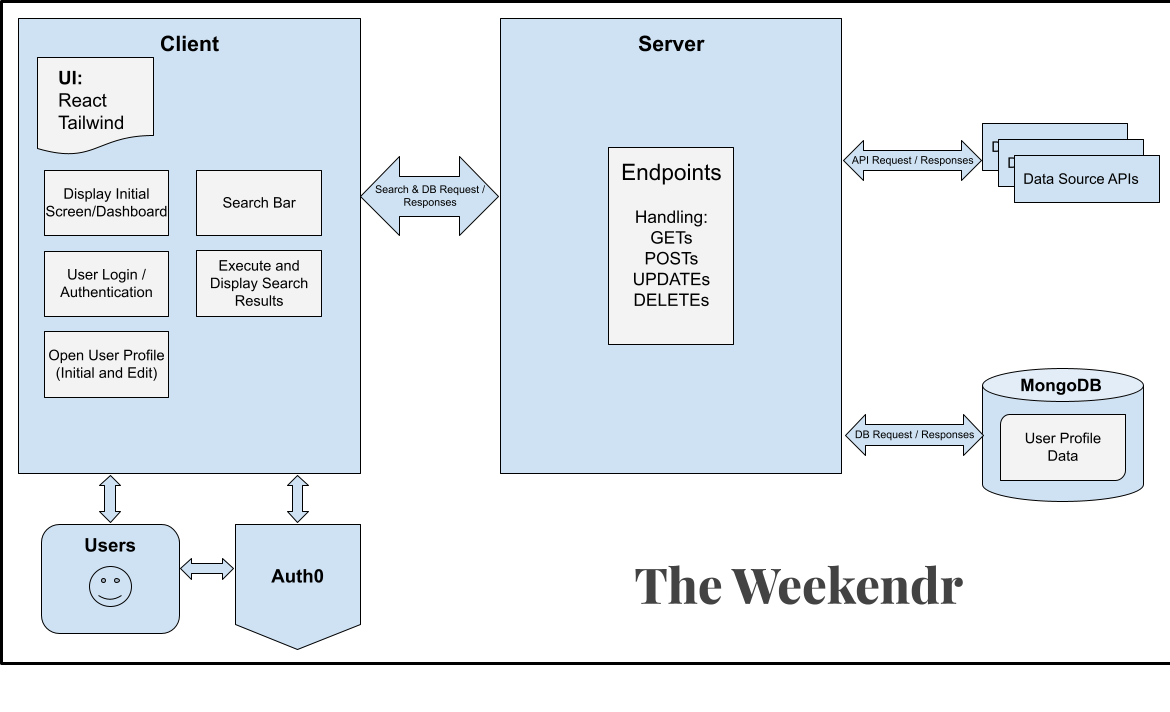 Client
UI:
React
Tailwind
Display Initial
Screen/Dashboard
Search Bar
User Login /
Authentication
Execute and
Display Search
Results
Open User Profile
(Initial and Edit)
Search & DB Request /
Responses
Server
Endpoints
Handling:
GETs
POSTs
UPDATEs
DELETEs
API Request / Responses
D
D
Data Source APIs
DB Request / Responses
MongoDB
User Profile
Data
Users
Auth0
The Weekendr